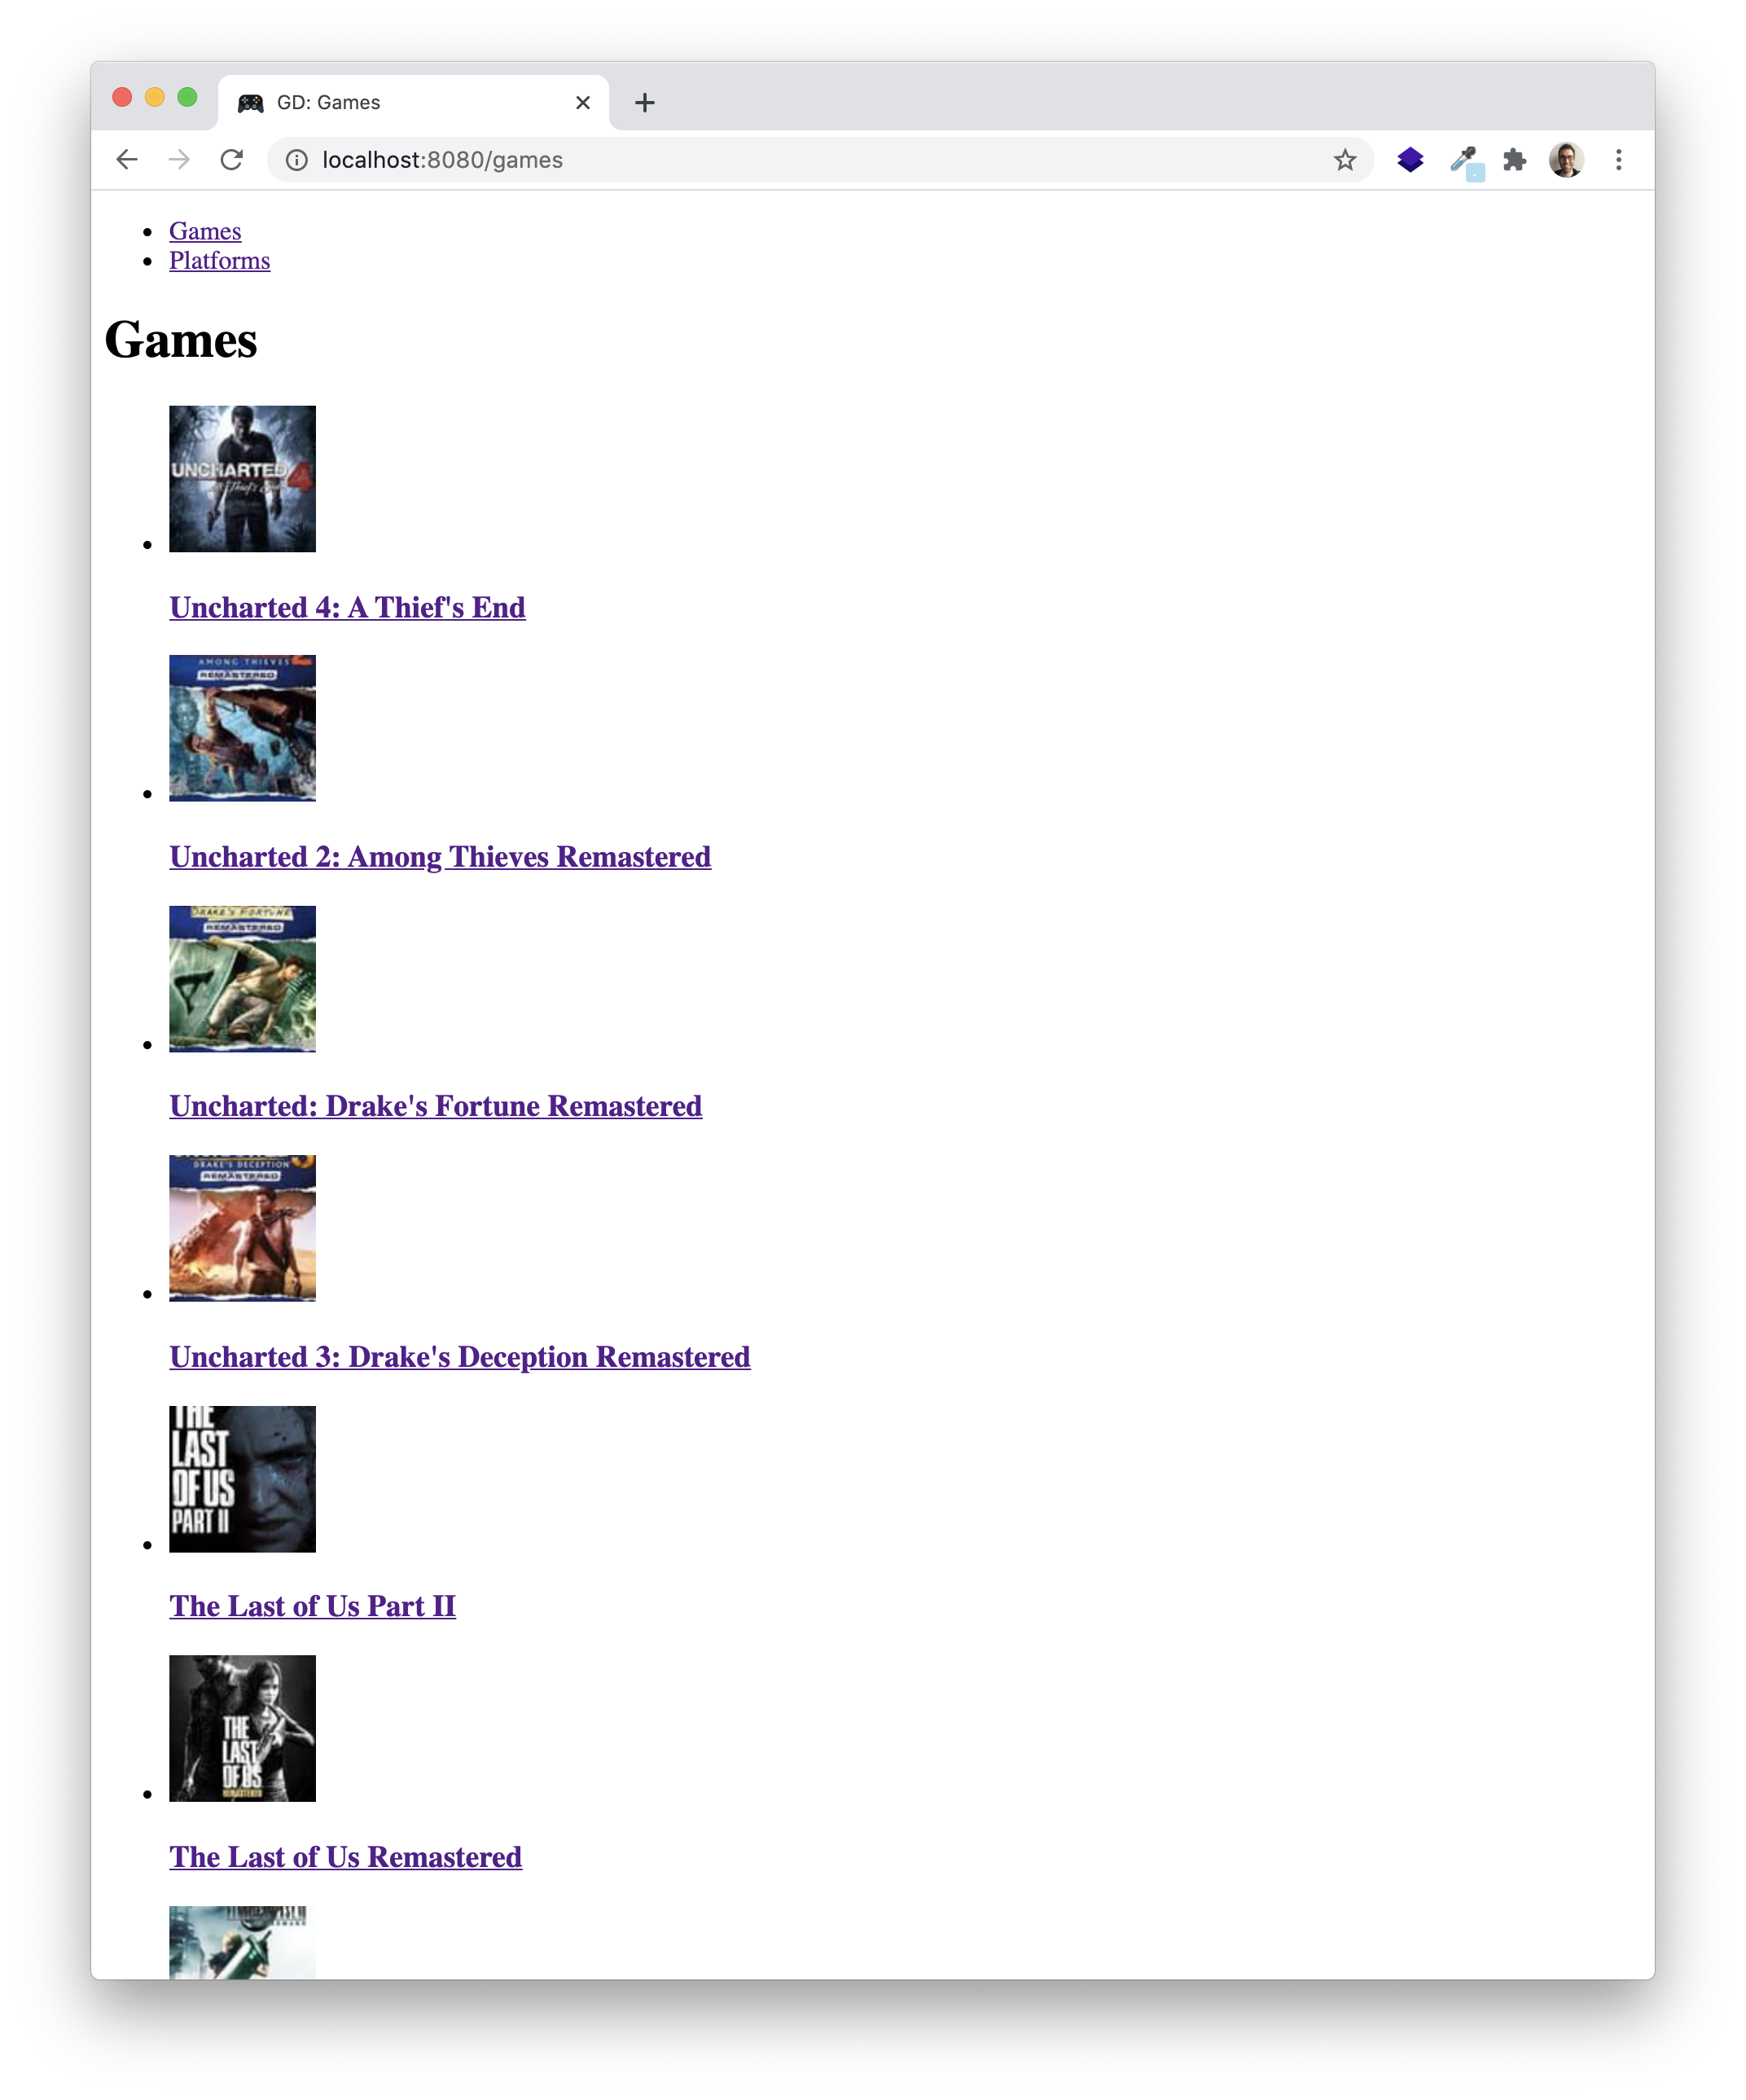 GD: Games
localhost:8080/games
Games
Platforms
Games
UNCHARTED 4
A Thief's End
Uncharted 4: A Thief's End
AMONG THIEVES
REMASTERED
Uncharted 2: Among Thieves Remastered
DRAKE'S FORTUNE
REMASTERED
Uncharted: Drake's Fortune Remastered
DRAKE'S DECEPTION
REMASTERED
Uncharted 3: Drake's Deception Remastered
THE
LAST
OF US
PART II
The Last of Us Part II
THE
LAST
OF US
REMASTERED
The Last of Us Remastered